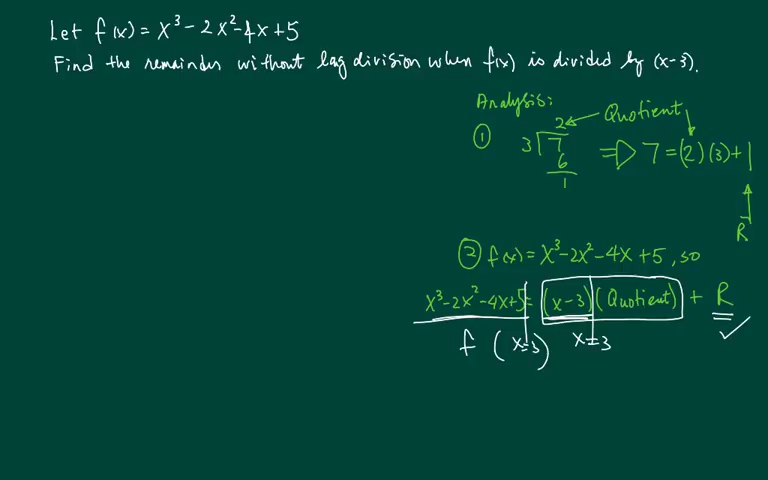 Let f(x) = x³ - 2x² - 4x + 5
Find the remainder without lag division when f(x) is divided by (x-3).
Analysis:
① 3 7 2 6 1 ⇒ 7 = (2)(3) + 1
Quotient
R
② f(x) = x³ - 2x² - 4x + 5, so
x³ - 2x² - 4x + 5 = (x-3) (Quotient) + R
f (x=3) x=3